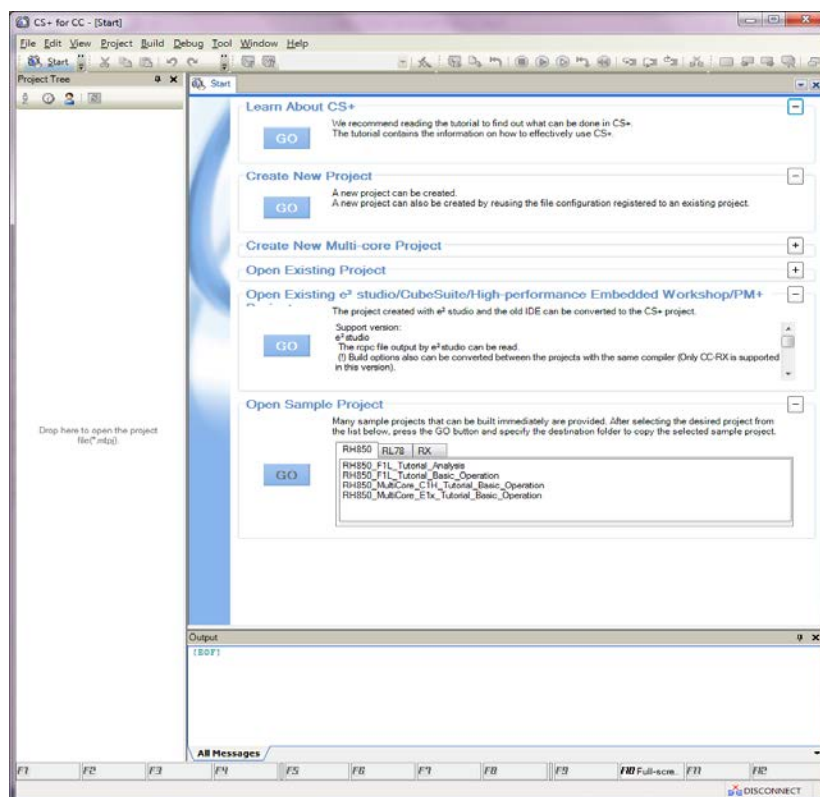 CS+ for CC - [Start]
File Edit View Project Build Debug Tool Window Help
Start
Project Tree
Start
Learn About CS+
GO
We recommend reading the tutorial to find out what can be done in CS+.
The tutorial contains the information on how to effectively use CS+.
Create New Project
GO
A new project can be created.
A new project can also be created by reusing the file configuration registered to an existing project.
Create New Multi-core Project
Open Existing Project
Open Existing e² studio/CubeSuite/High-performance Embedded Workshop/PM+
The project created with e² studio and the old IDE can be converted to the CS+ project.
GO
Support version:
e² studio
The rcpc file output by e² studio can be read.
(!) Build options also can be converted between the projects with the same compiler (Only CC-RX is supported
in this version).
Open Sample Project
Many sample projects that can be built immediately are provided. After selecting the desired project from
the list below, press the GO button and specify the destination folder to copy the selected sample project.
GO
RH850 RL78 RX
RH850_F1L_Tutorial_Analysis
RH850_F1L_Tutorial_Basic_Operation
RH850_MultiCore_C1H_Tutorial_Basic_Operation
RH850_MultiCore_E1x_Tutorial_Basic_Operation
Drop here to open the project
file(*.mtpj).
Output
[EOF]
All Messages
F1 F2 F3 F4 F5 F6 F7 F8 F9 F10 Full-scre... F11 F12
DISCONNECT